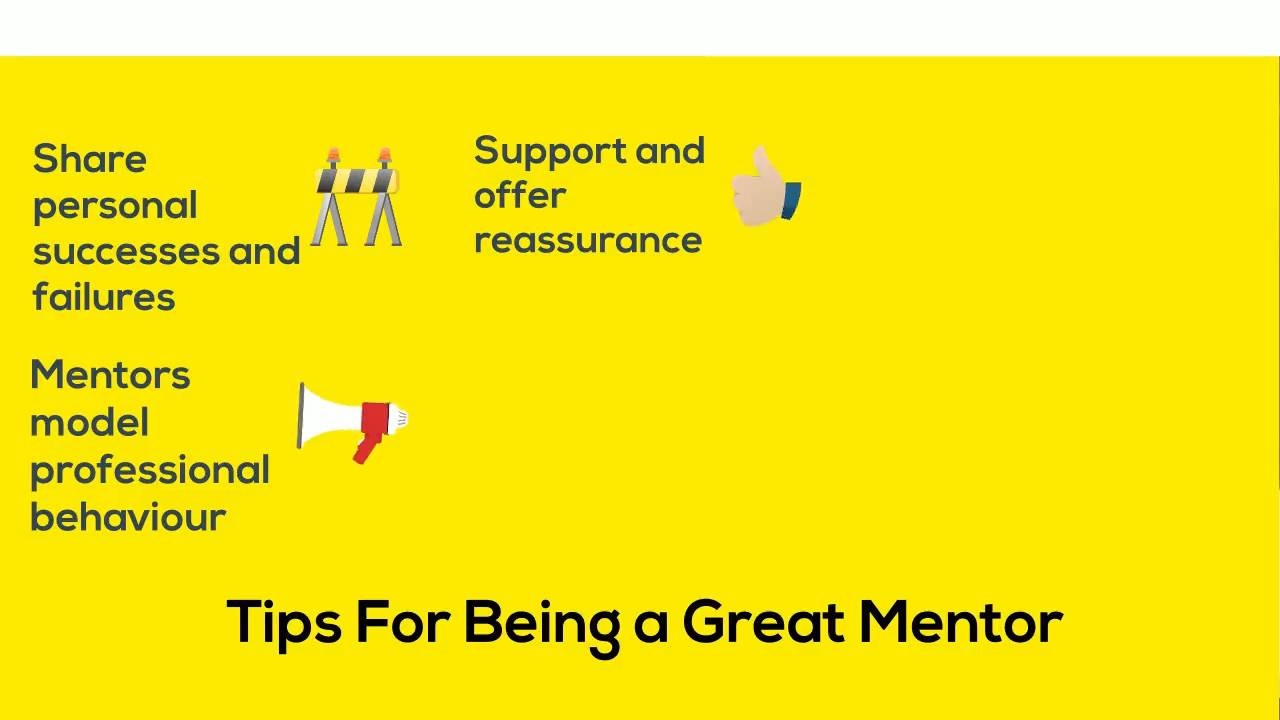 Share
personal
successes and
failures
Support and
offer
reassurance
Mentors
model
professional
behaviour
Tips For Being a Great Mentor